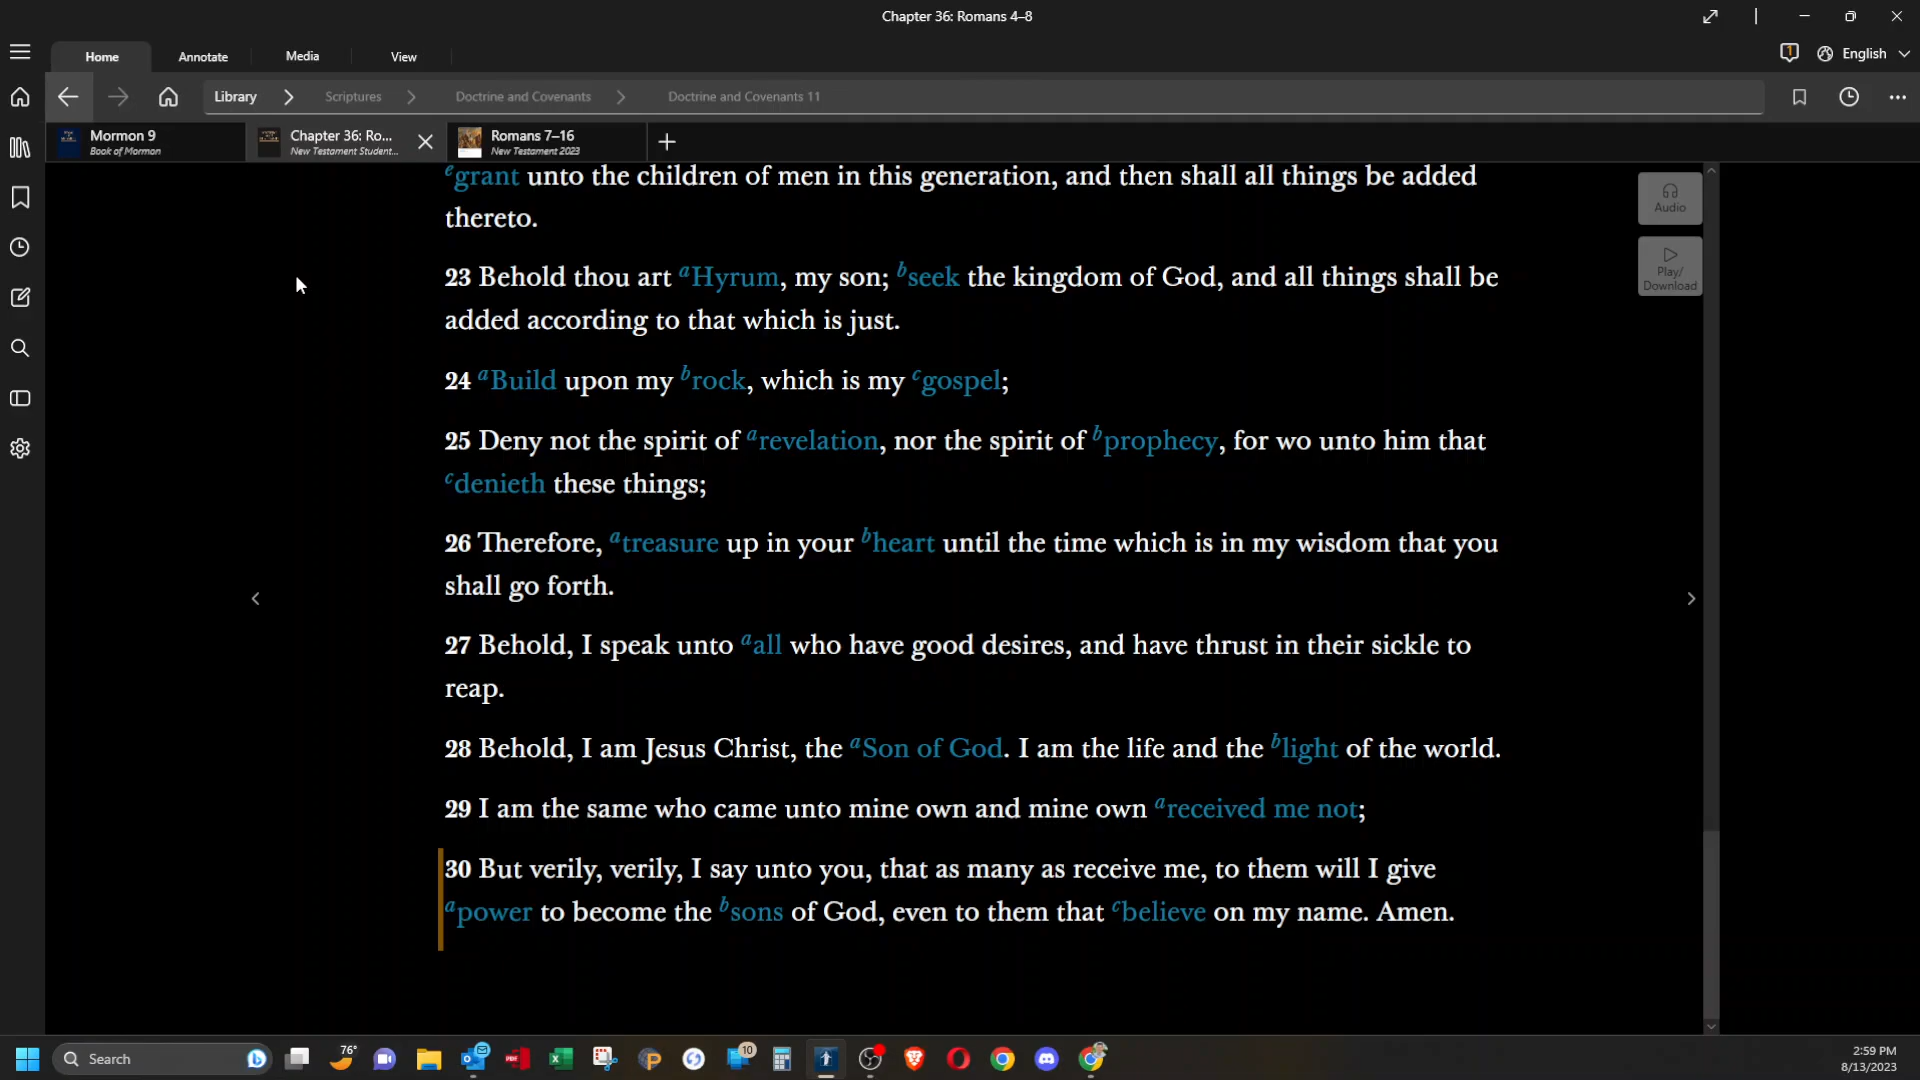 Chapter 36: Romans 4–8
Home Annotate Media View
1 English
Library Scriptures Doctrine and Covenants Doctrine and Covenants 11
Mormon 9 Chapter 36: Ro... Romans 7–16
Book of Mormon New Testament Student... New Testament 2023
e grant unto the children of men in this generation, and then shall all things be added
thereto.
Audio
23 Behold thou art a Hyrum, my son; b seek the kingdom of God, and all things shall be
added according to that which is just.
Play/
Download
24 a Build upon my b rock, which is my c gospel;
25 Deny not the spirit of a revelation, nor the spirit of b prophecy, for wo unto him that
c denieth these things;
26 Therefore, a treasure up in your b heart until the time which is in my wisdom that you
shall go forth.
27 Behold, I speak unto a all who have good desires, and have thrust in their sickle to
reap.
28 Behold, I am Jesus Christ, the a Son of God. I am the life and the b light of the world.
29 I am the same who came unto mine own and mine own a received me not;
30 But verily, verily, I say unto you, that as many as receive me, to them will I give
a power to become the b sons of God, even to them that c believe on my name. Amen.
Search 76° PDF 10 2:59 PM
8/13/2023